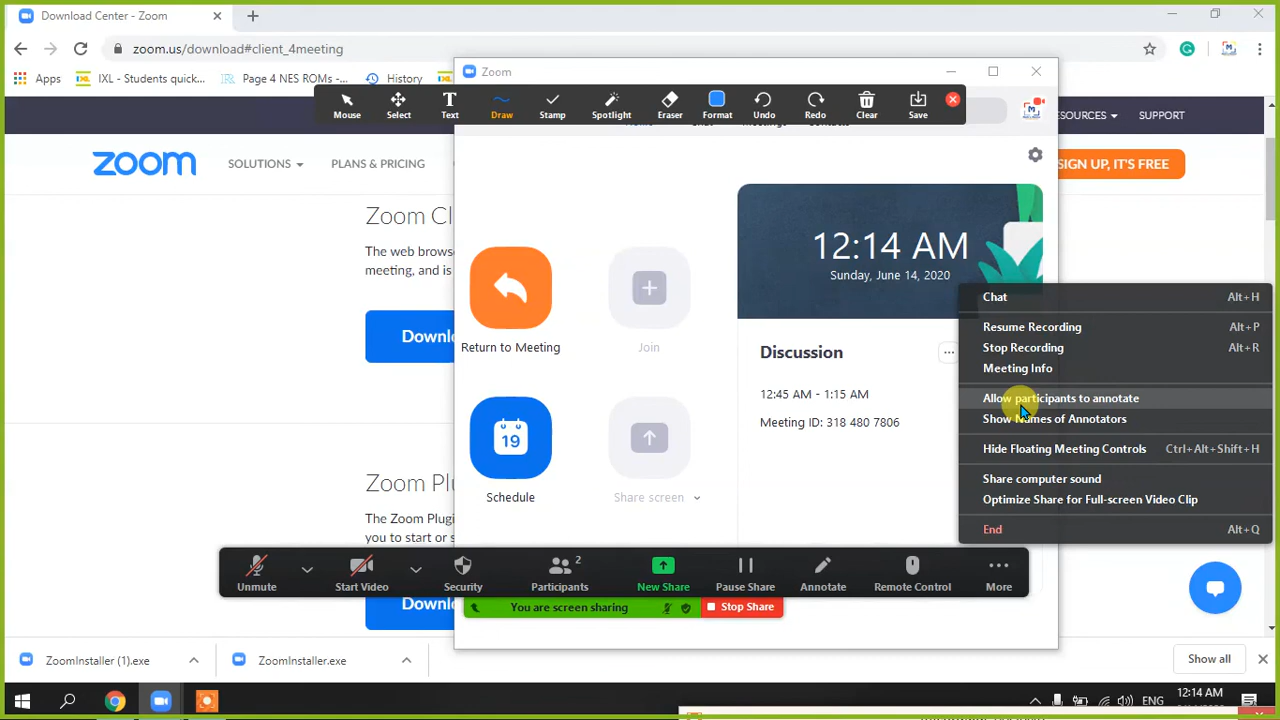 Download Center - Zoom
zoom.us/download#client_4meeting
Apps
IXL - Students quick...
Page 4 NES ROMs -...
History
Zoom
Mouse
Select
Text
Draw
Stamp
Spotlight
Eraser
Format
Undo
Redo
Clear
Save
SUPPORT
zoom
SOLUTIONS
PLANS & PRICING
SIGN UP, IT'S FREE
Zoom Cl
The web brows
meeting, and is
Downl
Return to Meeting
Join
Schedule
Share screen
12:14 AM
Sunday, June 14, 2020
Discussion
12:45 AM - 1:15 AM
Meeting ID: 318 480 7806
Chat Alt+H
Resume Recording Alt+P
Stop Recording Alt+R
Meeting Info
Allow participants to annotate
Show Names of Annotators
Hide Floating Meeting Controls Ctrl+Alt+Shift+H
Share computer sound
Optimize Share for Full-screen Video Clip
End Alt+Q
Zoom Plu
The Zoom Plugi
you to start or s
Downl
Unmute
Start Video
Security
Participants 2
New Share
Pause Share
Annotate
Remote Control
More
You are screen sharing
Stop Share
ZoomInstaller (1).exe
ZoomInstaller.exe
Show all
ENG
12:14 AM